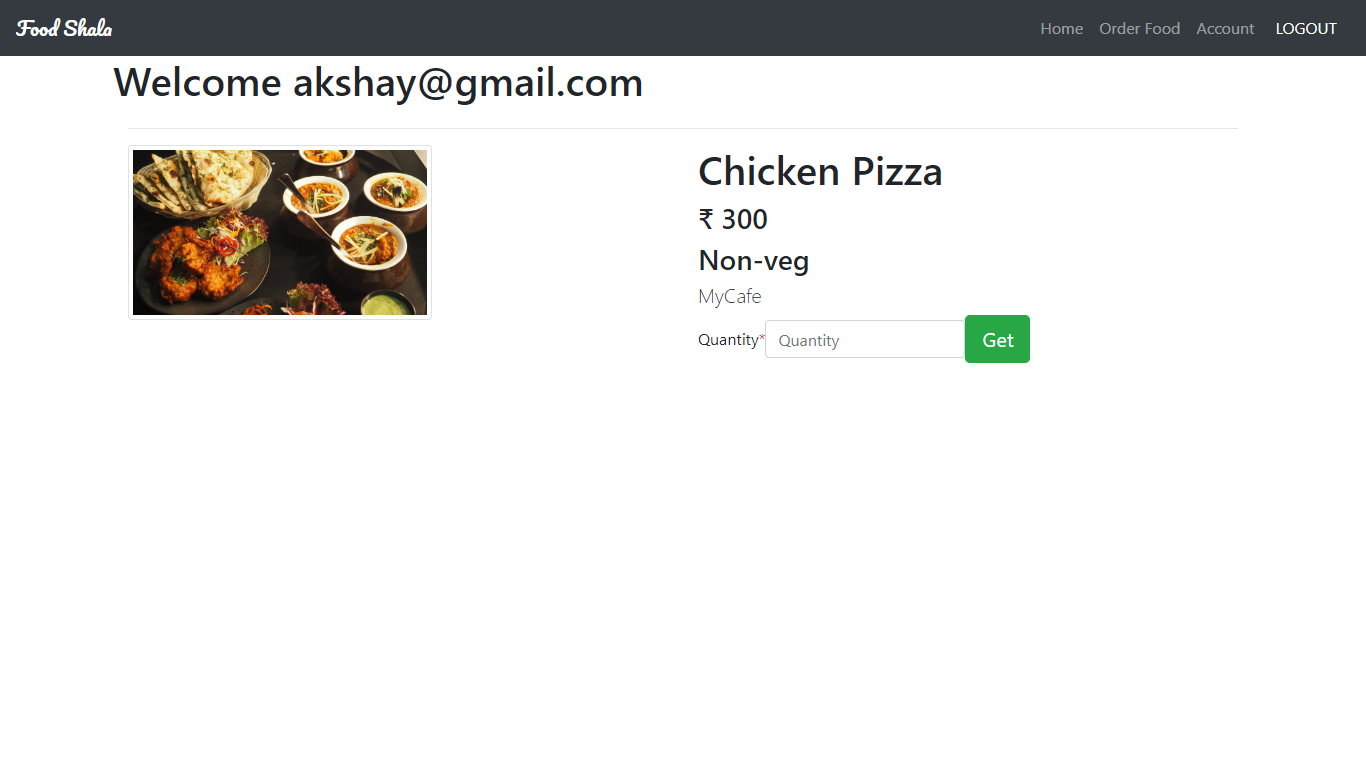 Food Shala
Home Order Food Account LOGOUT
Welcome akshay@gmail.com
Chicken Pizza
₹ 300
Non-veg
MyCafe
Quantity* Quantity Get